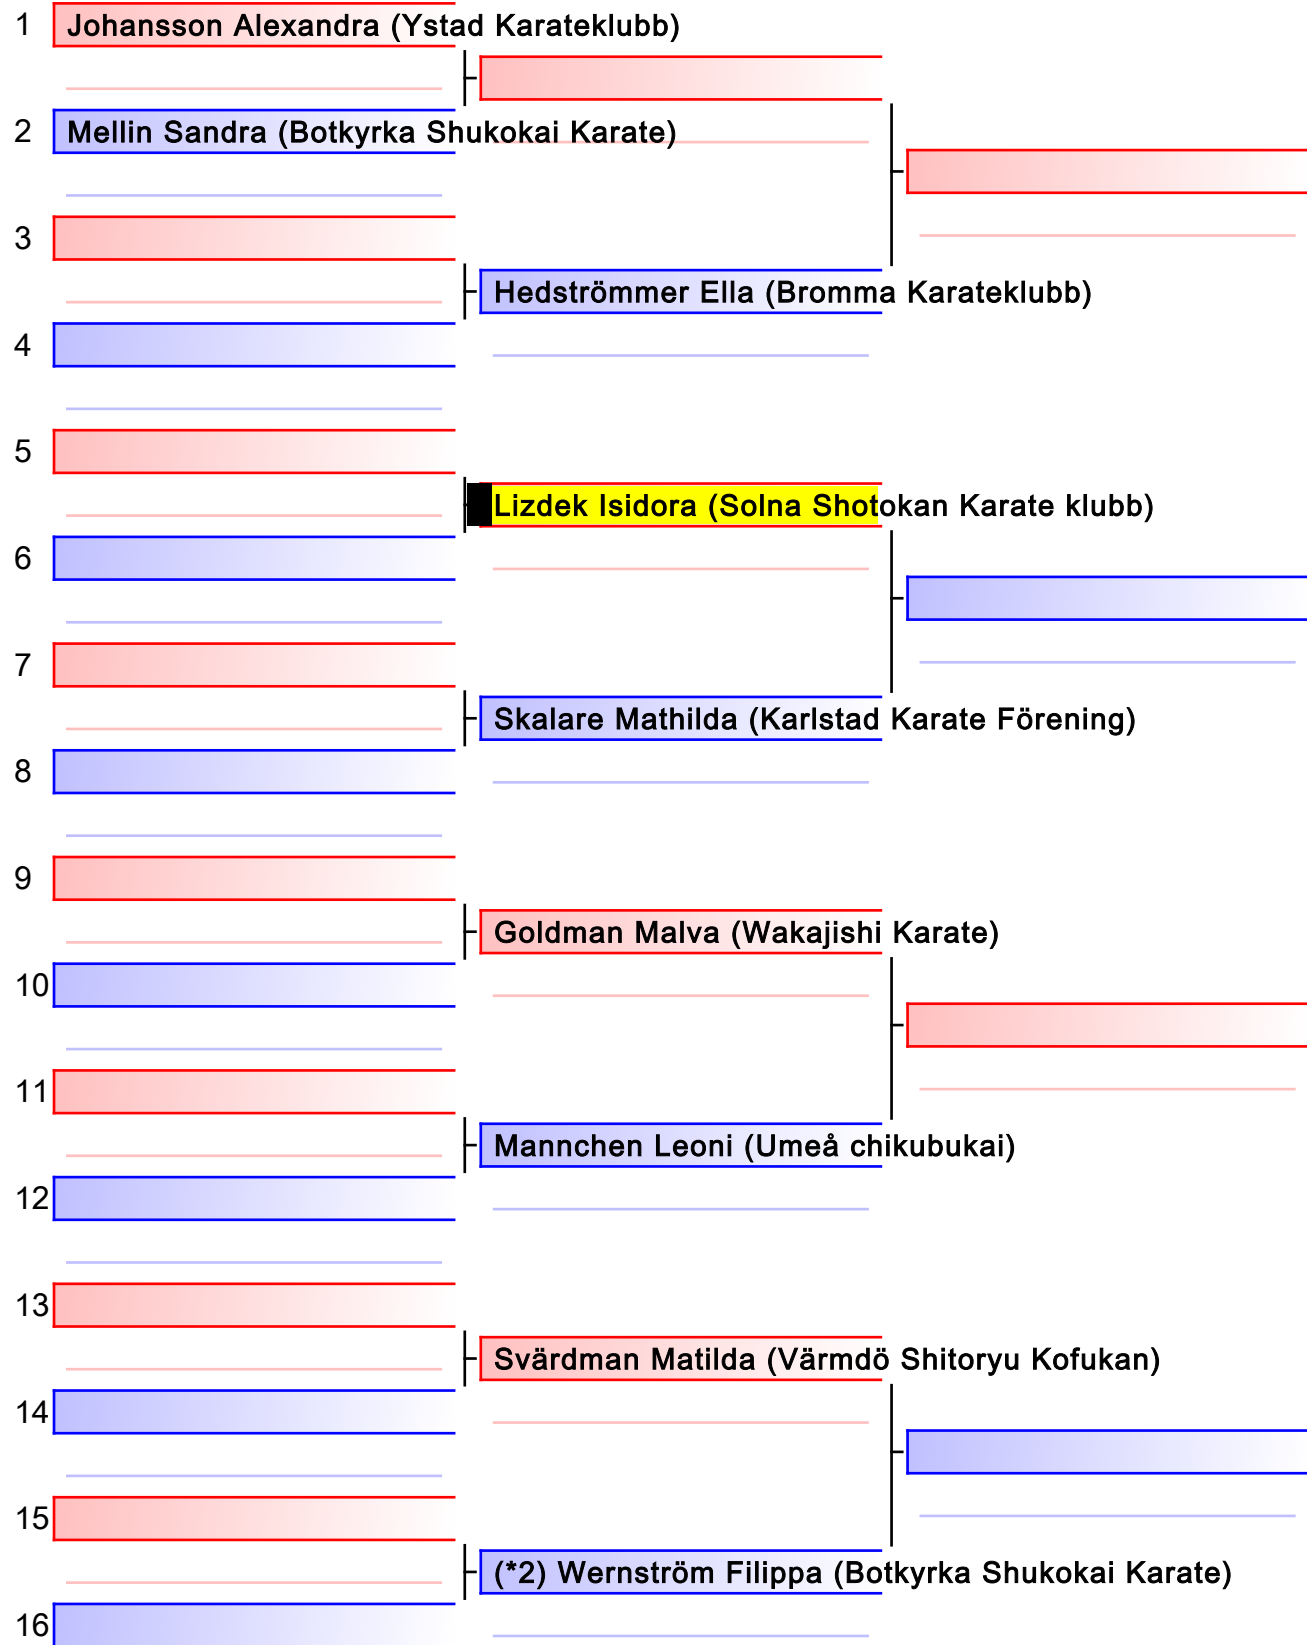 1 Johansson Alexandra (Ystad Karateklubb)
2 Mellin Sandra (Botkyrka Shukokai Karate)
3
Hedströmmer Ella (Bromma Karateklubb)
4
5
Lizdek Isidora (Solna Shotokan Karate klubb)
6
7
Skalare Mathilda (Karlstad Karate Förening)
8
9
Goldman Malva (Wakajishi Karate)
10
11
Mannchen Leoni (Umeå chikubukai)
12
13
Svärdman Matilda (Värmdö Shitoryu Kofukan)
14
15
(*2) Wernström Filippa (Botkyrka Shukokai Karate)
16